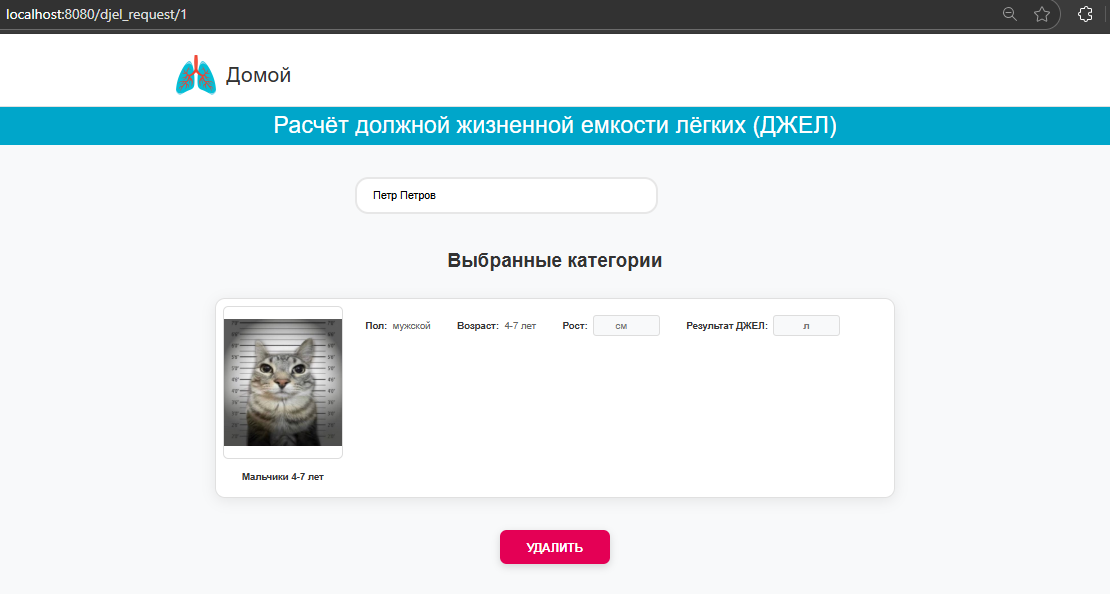 localhost:8080/djel_request/1
Домой
Расчёт должной жизненной емкости лёгких (ДЖЕЛ)
Петр Петров
Выбранные категории
Пол: мужской Возраст: 4-7 лет Рост: см Результат ДЖЕЛ: л
Мальчики 4-7 лет
УДАЛИТЬ